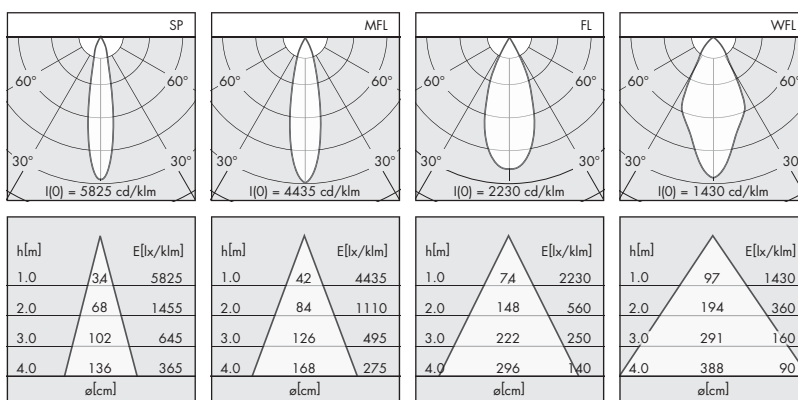 SP MFL FL WFL
60° 60° 60° 60° 60° 60° 60° 60°
30° 30° 30° 30° 30° 30° 30° 30°
I(0) = 5825 cd/klm I(0) = 4435 cd/klm I(0) = 2230 cd/klm I(0) = 1430 cd/klm
h[m] E[lx/klm] h[m] E[lx/klm] h[m] E[lx/klm] h[m] E[lx/klm]
1.0 34 5825 1.0 42 4435 1.0 74 2230 1.0 97 1430
2.0 68 1455 2.0 84 1110 2.0 148 560 2.0 194 360
3.0 102 645 3.0 126 495 3.0 222 250 3.0 291 160
4.0 136 365 4.0 168 275 4.0 296 140 4.0 388 90
ø[cm] ø[cm] ø[cm] ø[cm]